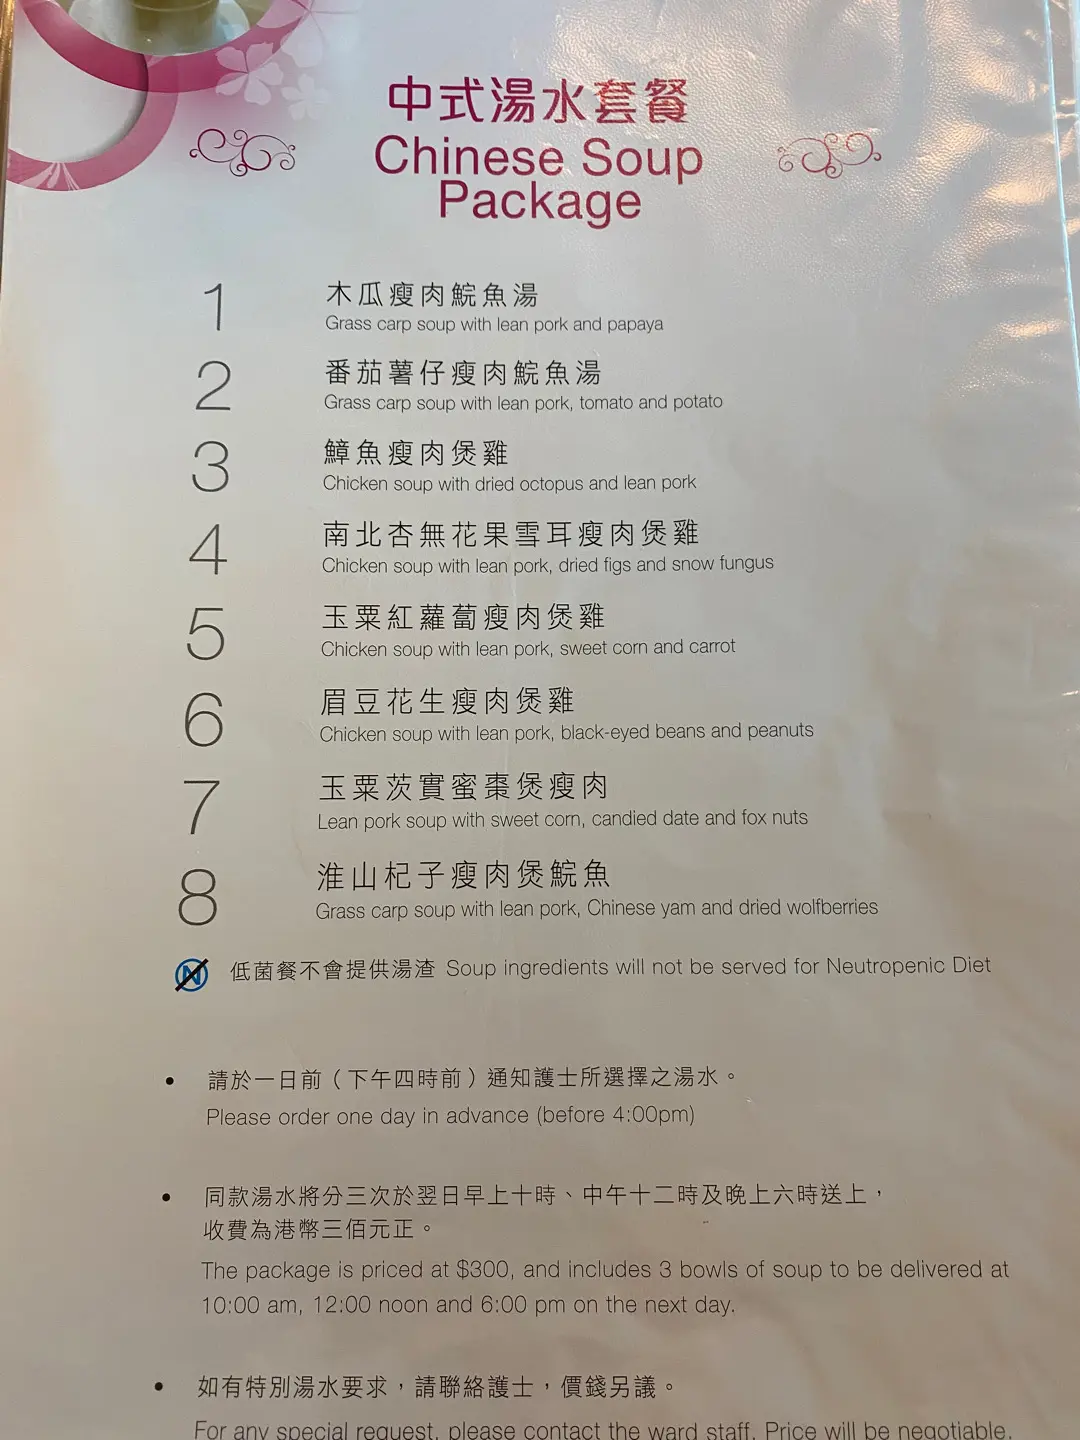 中式湯水套餐
Chinese Soup
Package
1
木瓜瘦肉鯇魚湯
Grass carp soup with lean pork and papaya
2
番茄薯仔瘦肉鯇魚湯
Grass carp soup with lean pork, tomato and potato
3
鱆魚瘦肉煲雞
Chicken soup with dried octopus and lean pork
4
南北杏無花果雪耳瘦肉煲雞
Chicken soup with lean pork, dried figs and snow fungus
5
玉粟紅蘿蔔瘦肉煲雞
Chicken soup with lean pork, sweet corn and carrot
6
眉豆花生瘦肉煲雞
Chicken soup with lean pork, black-eyed beans and peanuts
7
玉粟茨實蜜棗煲瘦肉
Lean pork soup with sweet corn, candied date and fox nuts
8
淮山杞子瘦肉煲鯇魚
Grass carp soup with lean pork, Chinese yam and dried wolfberries
N 低菌餐不會提供湯渣 Soup ingredients will not be served for Neutropenic Diet
• 請於一日前（下午四時前）通知護士所選擇之湯水。
Please order one day in advance (before 4:00pm)
• 同款湯水將分三次於翌日早上十時、中午十二時及晚上六時送上，
收費為港幣三佰元正。
The package is priced at $300, and includes 3 bowls of soup to be delivered at
10:00 am, 12:00 noon and 6:00 pm on the next day.
• 如有特別湯水要求，請聯絡護士，價錢另議。
For any special request, please contact the ward staff. Price will be negotiable.